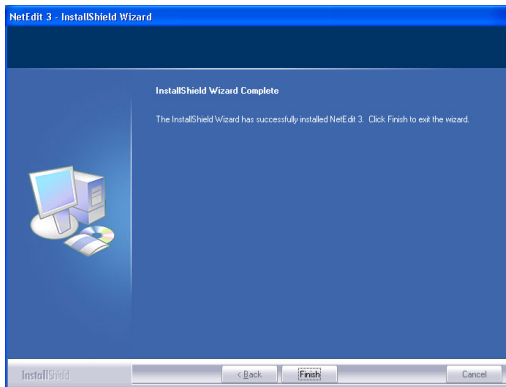 NetEdit 3 - InstallShield Wizard
InstallShield Wizard Complete
The InstallShield Wizard has successfully installed NetEdit 3. Click Finish to exit the wizard.
InstallShield
< Back
Finish
Cancel